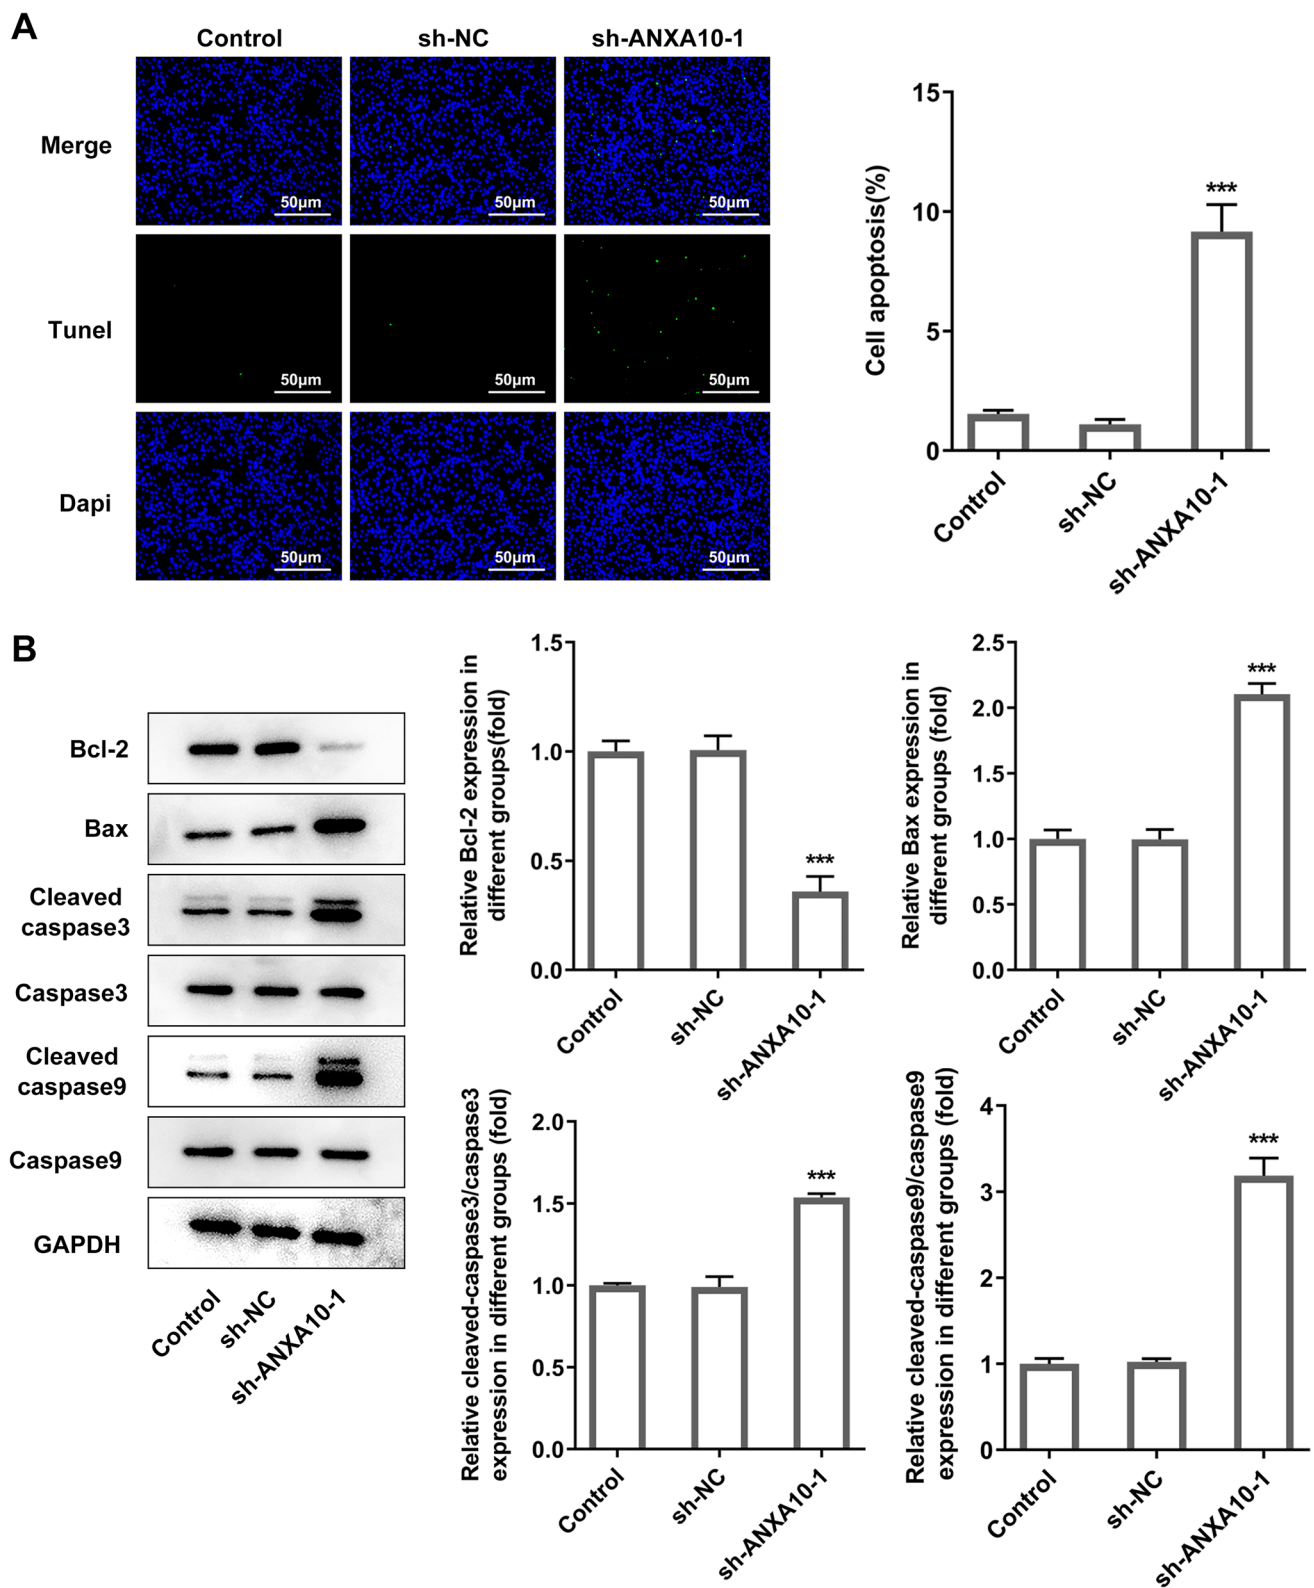 A
Control
sh-NC
sh-ANXA10-1
Merge
50μm
50μm
50μm
Tunel
50μm
50μm
50μm
Dapi
50μm
50μm
50μm
Cell apoptosis(%)
15
10
5
0
***
Control
sh-NC
sh-ANXA10-1
B
Bcl-2
Bax
Cleaved
caspase3
Caspase3
Cleaved
caspase9
Caspase9
GAPDH
Control
sh-NC
sh-ANXA10-1
Relative Bcl-2 expression in
different groups(fold)
1.5
1.0
0.5
0.0
***
Control
sh-NC
sh-ANXA10-1
Relative Bax expression in
different groups (fold)
2.5
2.0
1.5
1.0
0.5
0.0
***
Control
sh-NC
sh-ANXA10-1
Relative cleaved-caspase3/caspase3
expression in different groups (fold)
2.0
1.5
1.0
0.5
0.0
***
Control
sh-NC
sh-ANXA10-1
Relative cleaved-caspase9/caspase9
expression in different groups (fold)
4
3
2
1
0
***
Control
sh-NC
sh-ANXA10-1